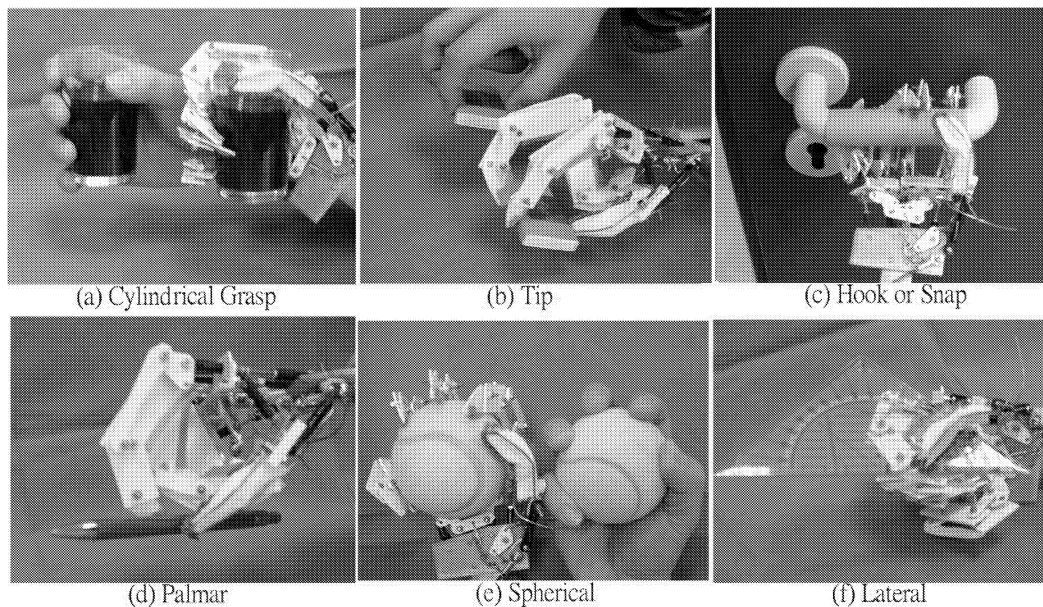 (a) Cylindrical Grasp
(b) Tip
(c) Hook or Snap
(d) Palmar
(e) Spherical
(f) Lateral